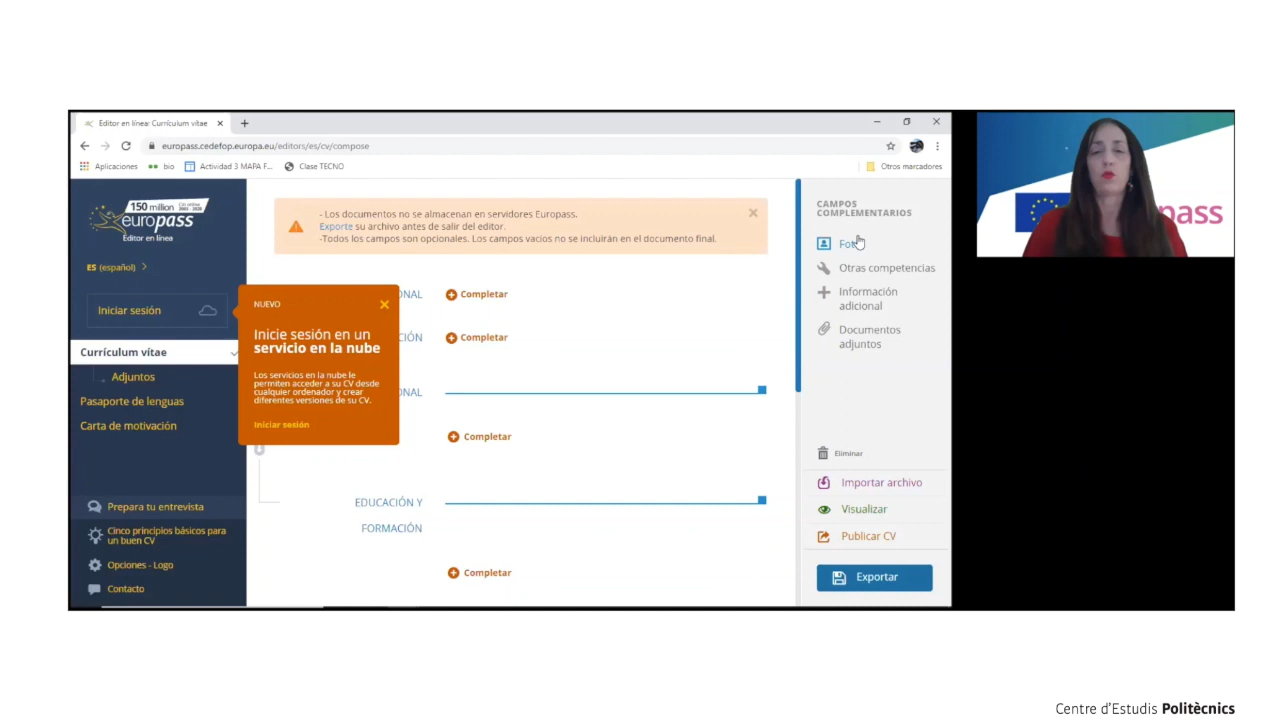 Editor en línea: Currículum vítae
europass.cedefop.europa.eu/editors/es/cv/compose
Aplicaciones
bio
Actividad 3 MAPA F...
Clase TECNO
Otros marcadores
150 million
europass
Editor en línea
ES (español)
Iniciar sesión
Currículum vítae
Adjuntos
Pasaporte de lenguas
Carta de motivación
Prepara tu entrevista
Cinco principios básicos para
un buen CV
Opciones - Logo
Contacto
- Los documentos no se almacenan en servidores Europass.
Exporte su archivo antes de salir del editor.
-Todos los campos son opcionales. Los campos vacíos no se incluirán en el documento final.
NUEVO
Inicie sesión en un
servicio en la nube
Los servicios en la nube le
permiten acceder a su CV desde
cualquier ordenador y crear
diferentes versiones de su CV.
Iniciar sesión
ONAL
Completar
CIÓN
Completar
ONAL
Completar
EDUCACIÓN Y
FORMACIÓN
Completar
CAMPOS
COMPLEMENTARIOS
Otras competencias
Información
adicional
Documentos
adjuntos
Eliminar
Importar archivo
Visualizar
Publicar CV
Exportar
pass
Centre d'Estudis Politècnics